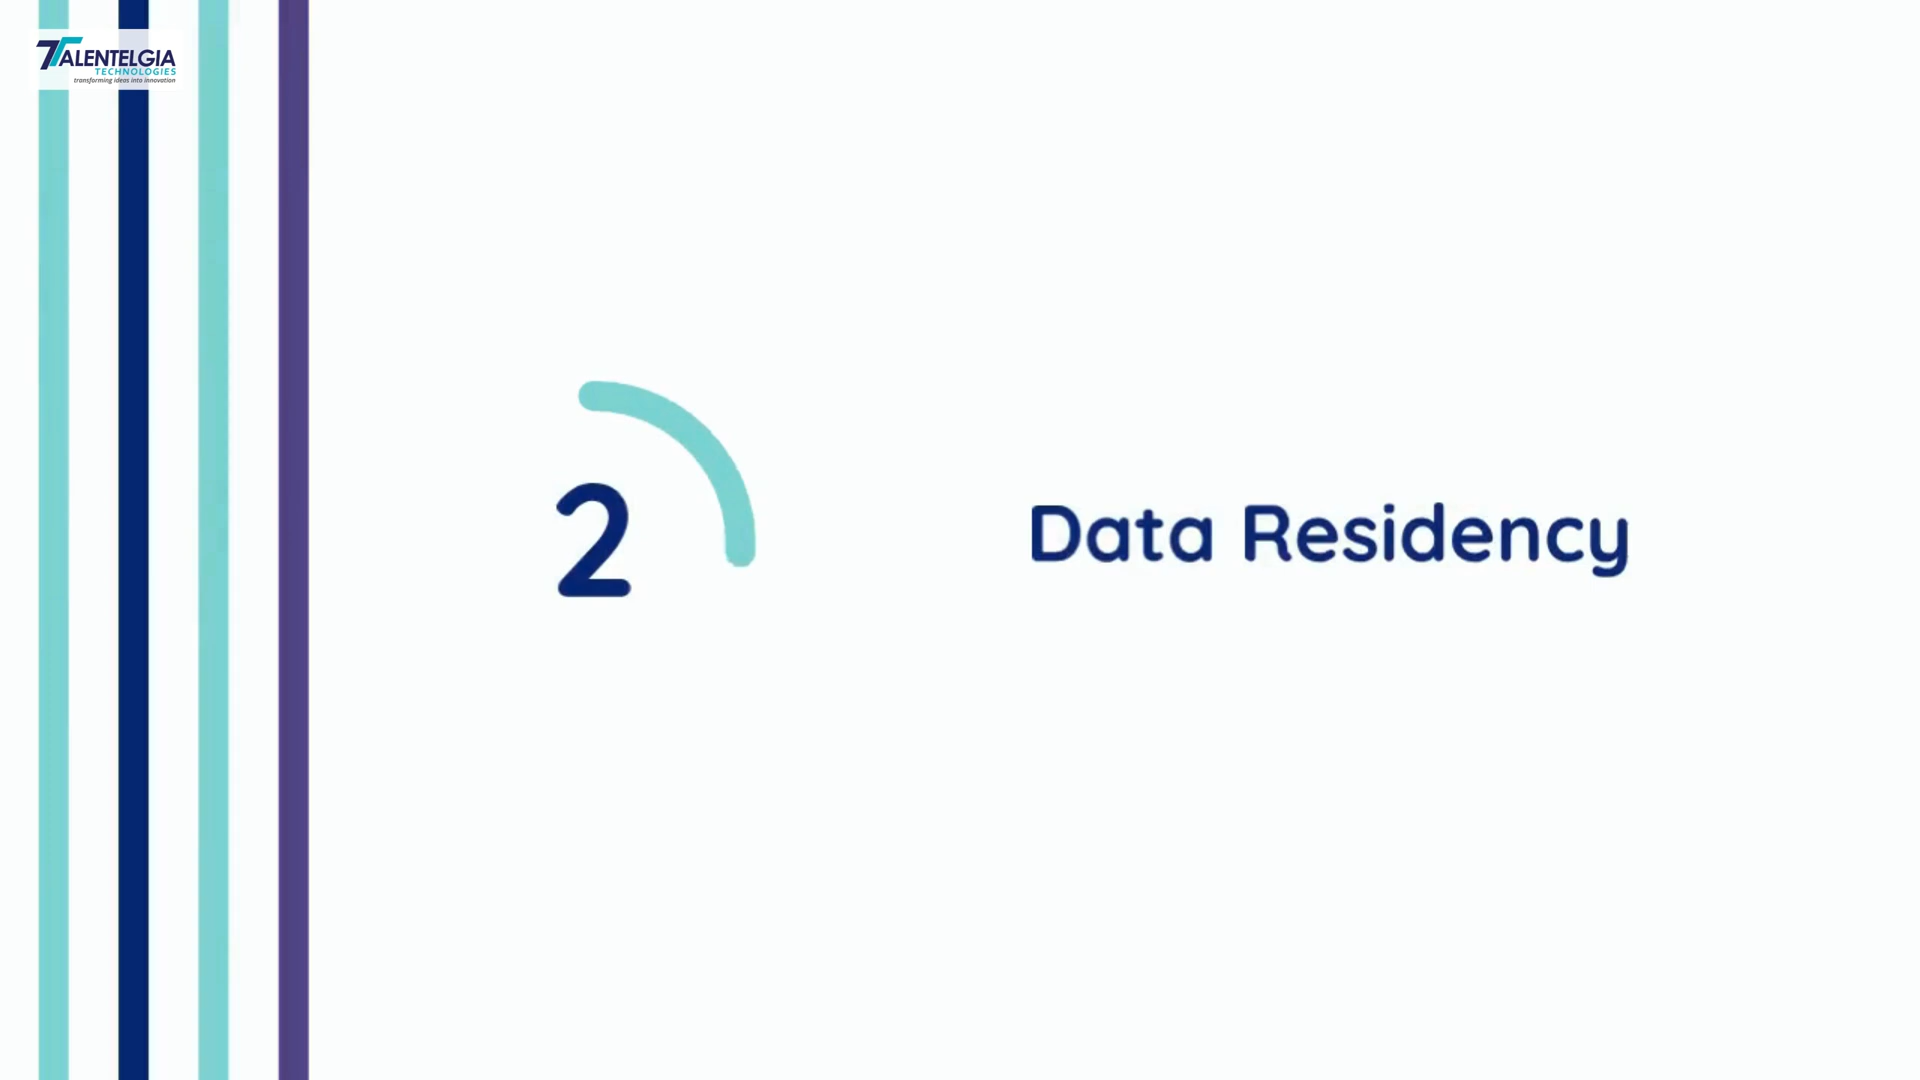 TALENTELGIA
TECHNOLOGIES
transforming ideas into innovation
2
Data Residency